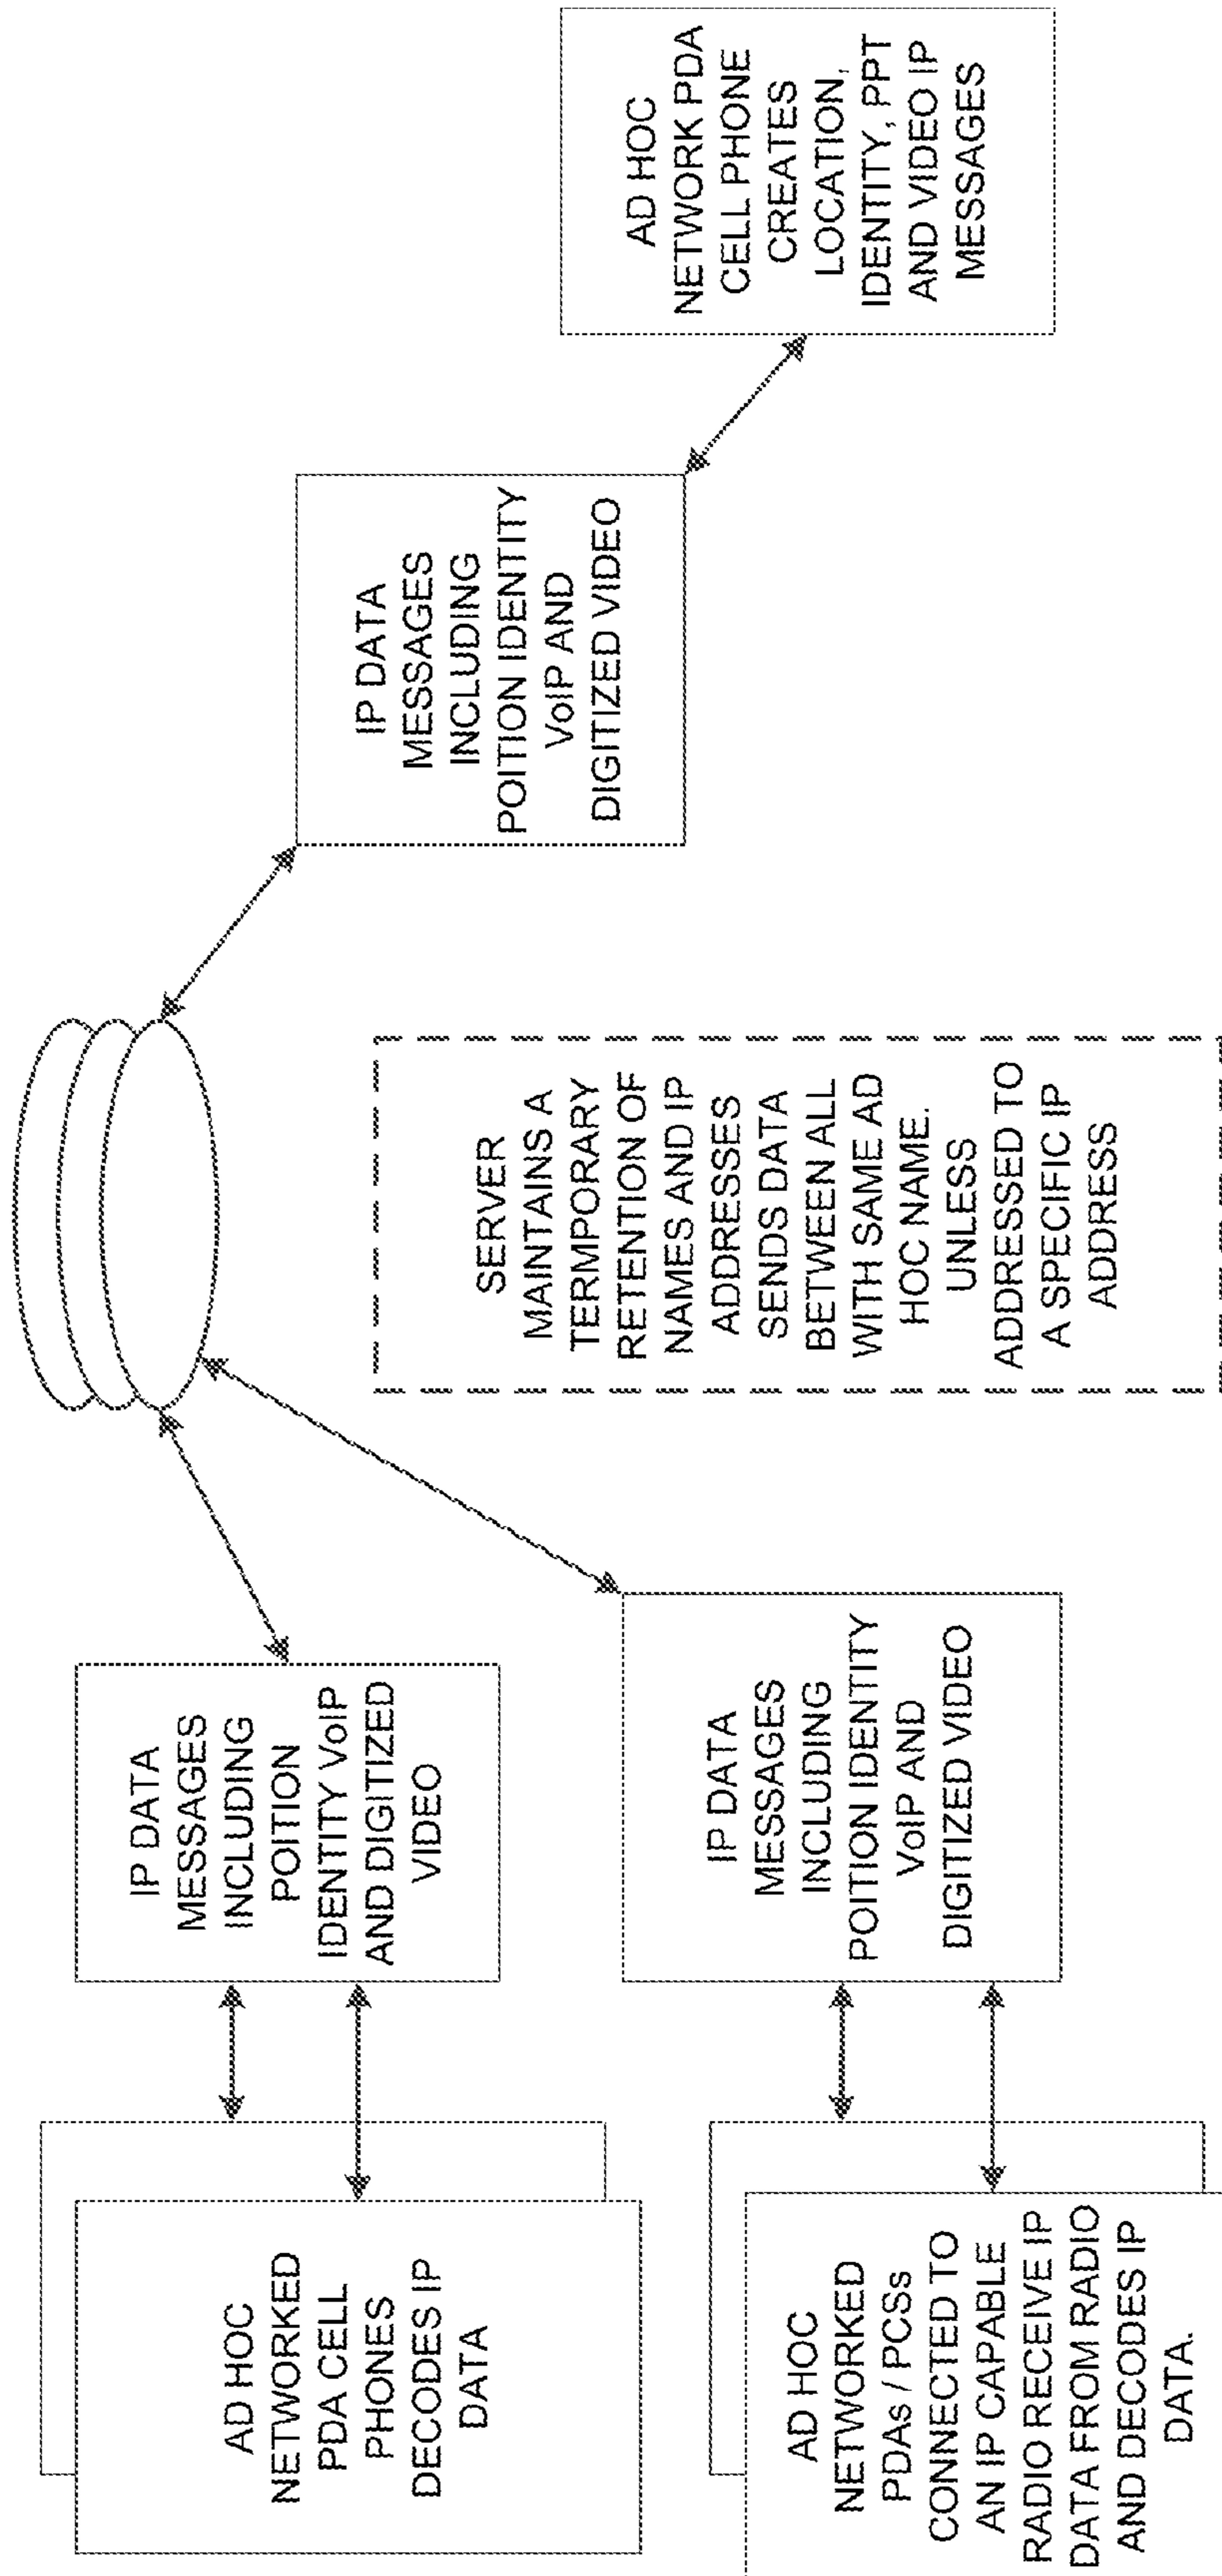 AD HOC
NETWORKED
PDA CELL
PHONES
DECODES IP
DATA
AD HOC
NETWORKED
PDAs / PCSs
CONNECTED TO
AN IP CAPABLE
RADIO RECEIVE IP
DATA FROM RADIO
AND DECODES IP
DATA.
IP DATA
MESSAGES
INCLUDING
POITION
IDENTITY VoIP
AND DIGITIZED
VIDEO
IP DATA
MESSAGES
INCLUDING
POITION IDENTITY
VoIP AND
DIGITIZED VIDEO
SERVER
MAINTAINS A
TERMPORARY
RETENTION OF
NAMES AND IP
ADDRESSES
SENDS DATA
BETWEEN ALL
WITH SAME AD
HOC NAME.
UNLESS
ADDRESSED TO
A SPECIFIC IP
ADDRESS
IP DATA
MESSAGES
INCLUDING
POITION IDENTITY
VoIP AND
DIGITIZED VIDEO
AD HOC
NETWORK PDA
CELL PHONE
CREATES
LOCATION,
IDENTITY, PPT
AND VIDEO IP
MESSAGES